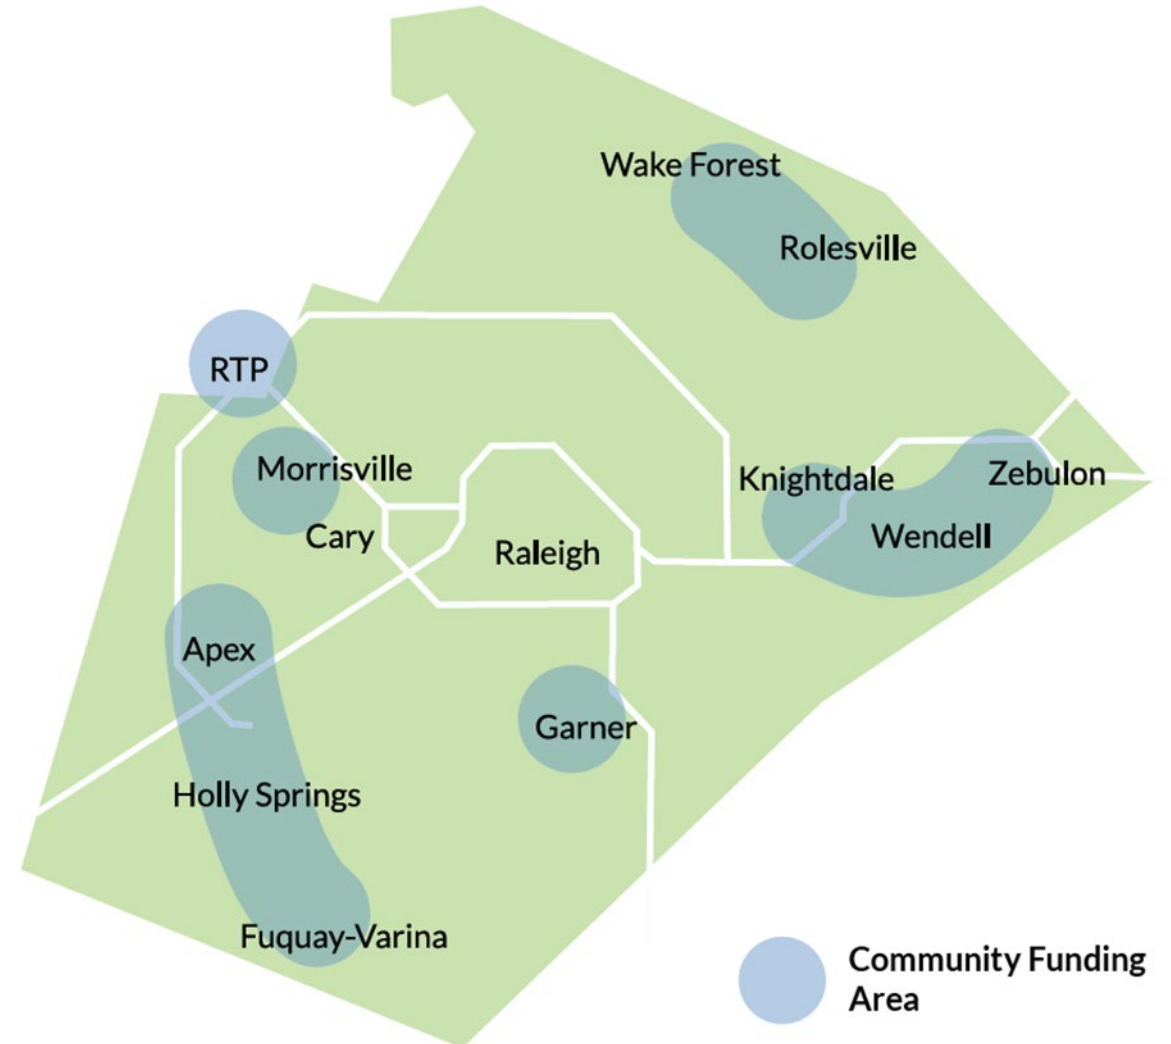 Wake Forest
Rolesville
RTP
Morrisville
Knightdale
Zebulon
Cary
Raleigh
Wendell
Apex
Garner
Holly Springs
Fuquay-Varina
Community Funding
Area